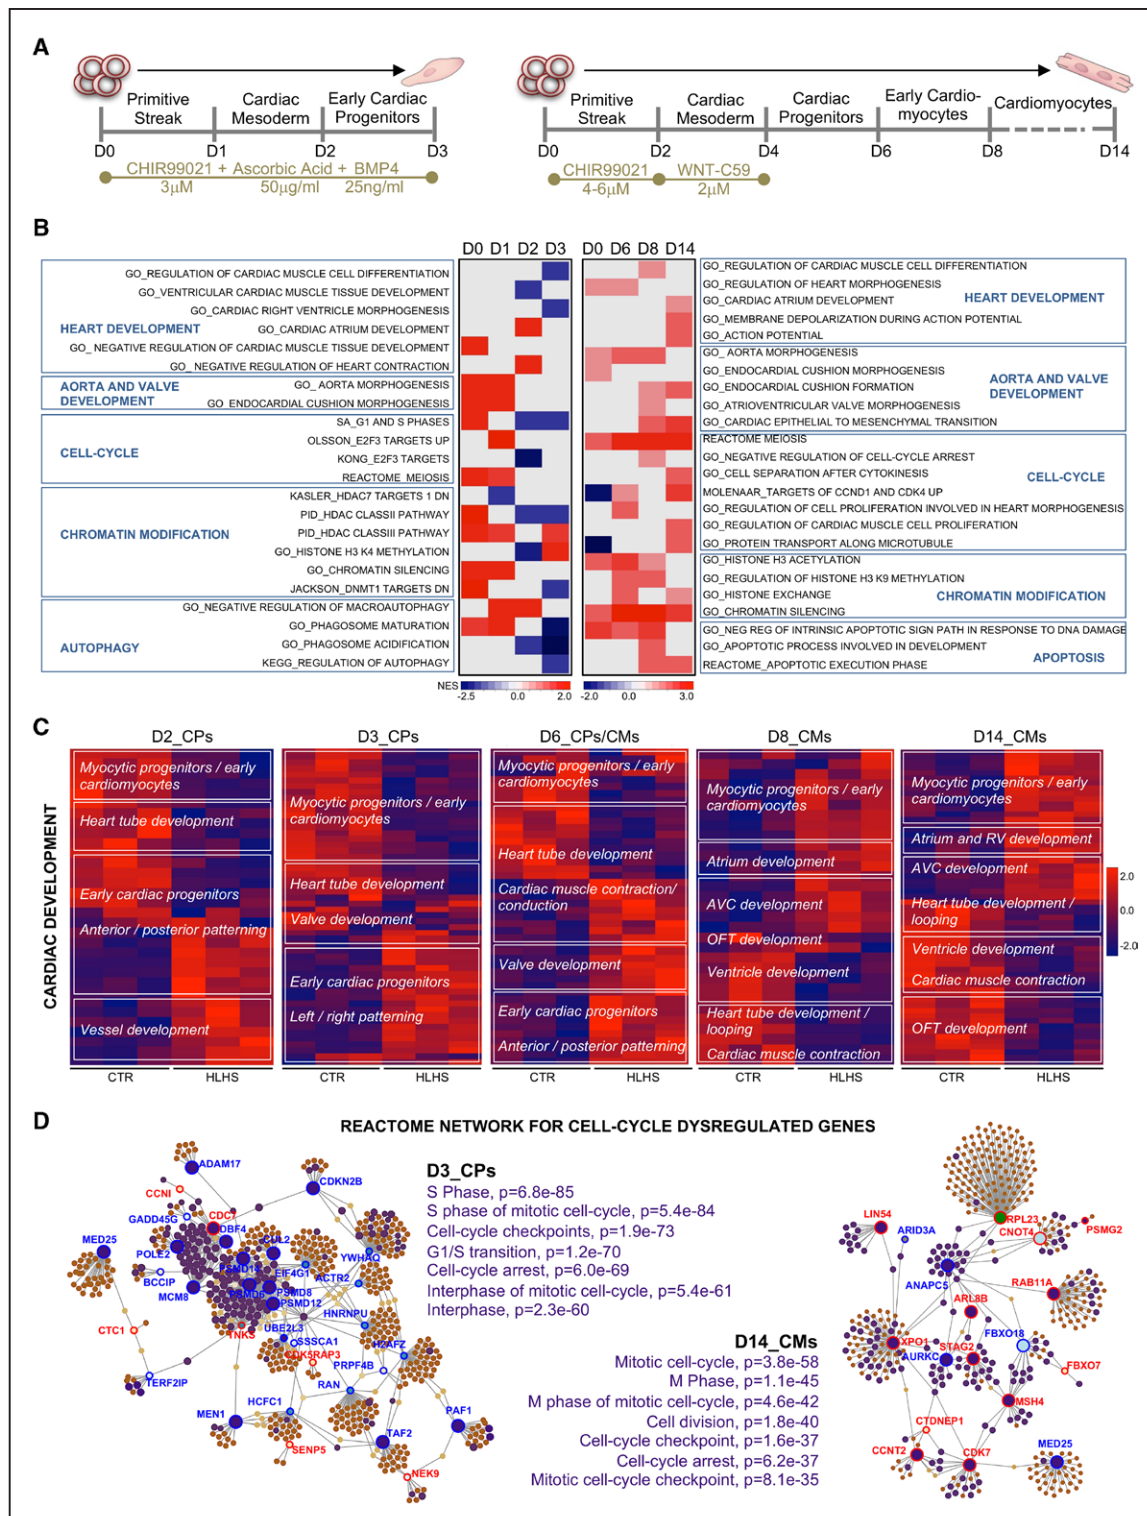 A
Primitive Streak
Cardiac Mesoderm
Early Cardiac Progenitors
D0 D1 D2 D3
CHIR99021 + Ascorbic Acid + BMP4
3µM 50µg/ml 25ng/ml
Primitive Streak
Cardiac Mesoderm
Cardiac Progenitors
Early Cardio-myocytes
Cardiomyocytes
D0 D2 D4 D6 D8 D14
CHIR99021 WNT-C59
4-6µM 2µM
B
D0 D1 D2 D3
HEART DEVELOPMENT
GO_REGULATION OF CARDIAC MUSCLE CELL DIFFERENTIATION
GO_VENTRICULAR CARDIAC MUSCLE TISSUE DEVELOPMENT
GO_CARDIAC RIGHT VENTRICLE MORPHOGENESIS
GO_CARDIAC ATRIUM DEVELOPMENT
GO_ NEGATIVE REGULATION OF CARDIAC MUSCLE TISSUE DEVELOPMENT
GO_ NEGATIVE REGULATION OF HEART CONTRACTION
AORTA AND VALVE DEVELOPMENT
GO_ AORTA MORPHOGENESIS
GO_ENDOCARDIAL CUSHION MORPHOGENESIS
CELL-CYCLE
SA_G1 AND S PHASES
OLSSON_E2F3 TARGETS UP
KONG_E2F3 TARGETS
REACTOME_MEIOSIS
CHROMATIN MODIFICATION
KASLER_HDAC7 TARGETS 1 DN
PID_HDAC CLASSII PATHWAY
PID_HDAC CLASSIII PATHWAY
GO_HISTONE H3 K4 METHYLATION
GO_CHROMATIN SILENCING
JACKSON_DNMT1 TARGETS DN
AUTOPHAGY
GO_NEGATIVE REGULATION OF MACROAUTOPHAGY
GO_PHAGOSOME MATURATION
GO_PHAGOSOME ACIDIFICATION
KEGG_REGULATION OF AUTOPHAGY
NES
-2.5 0.0 2.0
D0 D6 D8 D14
GO_REGULATION OF CARDIAC MUSCLE CELL DIFFERENTIATION
GO_REGULATION OF HEART MORPHOGENESIS
GO_CARDIAC ATRIUM DEVELOPMENT
GO_MEMBRANE DEPOLARIZATION DURING ACTION POTENTIAL
GO_ACTION POTENTIAL
HEART DEVELOPMENT
GO_ AORTA MORPHOGENESIS
GO_ENDOCARDIAL CUSHION MORPHOGENESIS
GO_ENDOCARDIAL CUSHION FORMATION
GO_ATRIOVENTRICULAR VALVE MORPHOGENESIS
GO_CARDIAC EPITHELIAL TO MESENCHYMAL TRANSITION
AORTA AND VALVE DEVELOPMENT
REACTOME MEIOSIS
GO_NEGATIVE REGULATION OF CELL-CYCLE ARREST
GO_CELL SEPARATION AFTER CYTOKINESIS
MOLENAAR_TARGETS OF CCND1 AND CDK4 UP
GO_REGULATION OF CELL PROLIFERATION INVOLVED IN HEART MORPHOGENESIS
GO_REGULATION OF CARDIAC MUSCLE CELL PROLIFERATION
GO_PROTEIN TRANSPORT ALONG MICROTUBULE
CELL-CYCLE
GO_HISTONE H3 ACETYLATION
GO_REGULATION OF HISTONE H3 K9 METHYLATION
GO_HISTONE EXCHANGE
GO_CHROMATIN SILENCING
CHROMATIN MODIFICATION
GO_NEG REG OF INTRINSIC APOPTOTIC SIGN PATH IN RESPONSE TO DNA DAMAGE
GO_APOPTOTIC PROCESS INVOLVED IN DEVELOPMENT
REACTOME_APOPTOTIC EXECUTION PHASE
APOPTOSIS
-2.0 0.0 3.0
C
CARDIAC DEVELOPMENT
D2_CPs
Myocytic progenitors / early cardiomyocytes
Heart tube development
Early cardiac progenitors
Anterior / posterior patterning
Vessel development
CTR HLHS
D3_CPs
Myocytic progenitors / early cardiomyocytes
Heart tube development
Valve development
Early cardiac progenitors
Left / right patterning
CTR HLHS
D6_CPs/CMs
Myocytic progenitors / early cardiomyocytes
Heart tube development
Cardiac muscle contraction/ conduction
Valve development
Early cardiac progenitors
Anterior / posterior patterning
CTR HLHS
D8_CMs
Myocytic progenitors / early cardiomyocytes
Atrium development
AVC development
OFT development
Ventricle development
Heart tube development / looping
Cardiac muscle contraction
CTR HLHS
D14_CMs
Myocytic progenitors / early cardiomyocytes
Atrium and RV development
AVC development
Heart tube development / looping
Ventricle development
Cardiac muscle contraction
OFT development
CTR HLHS
2.0
0.0
-2.0
D
REACTOME NETWORK FOR CELL-CYCLE DYSREGULATED GENES
ADAM17
CCNI
CDKN2B
GADD45G
CDC7
DBF4
MED25
POLE2
CUL2
YWHAQ
PSMD14
EIF4G1
BCCIP
ACTR2
MCM8
PSMD6
PSMD8
PSMD12
HNRNPU
CTC1
TNKS
UBE2L3
SSSCA1
H2AFZ
CDK5RAP3
PRPF4B
TERF2IP
RAN
HCFC1
MEN1
PAF1
TAF2
SENP5
NEK9
D3_CPs
S Phase, p=6.8e-85
S phase of mitotic cell-cycle, p=5.4e-84
Cell-cycle checkpoints, p=1.9e-73
G1/S transition, p=1.2e-70
Cell-cycle arrest, p=6.0e-69
Interphase of mitotic cell-cycle, p=5.4e-61
Interphase, p=2.3e-60
D14_CMs
Mitotic cell-cycle, p=3.8e-58
M Phase, p=1.1e-45
M phase of mitotic cell-cycle, p=4.6e-42
Cell division, p=1.8e-40
Cell-cycle checkpoint, p=1.6e-37
Cell-cycle arrest, p=6.2e-37
Mitotic cell-cycle checkpoint, p=8.1e-35
LIN54
ARID3A
RPL23
CNOT4
PSMG2
ANAPC5
RAB11A
ARL8B
XPO1
FBXO18
AURKC
STAG2
FBXO7
MSH4
CTDNEP1
CCNT2
CDK7
MED25